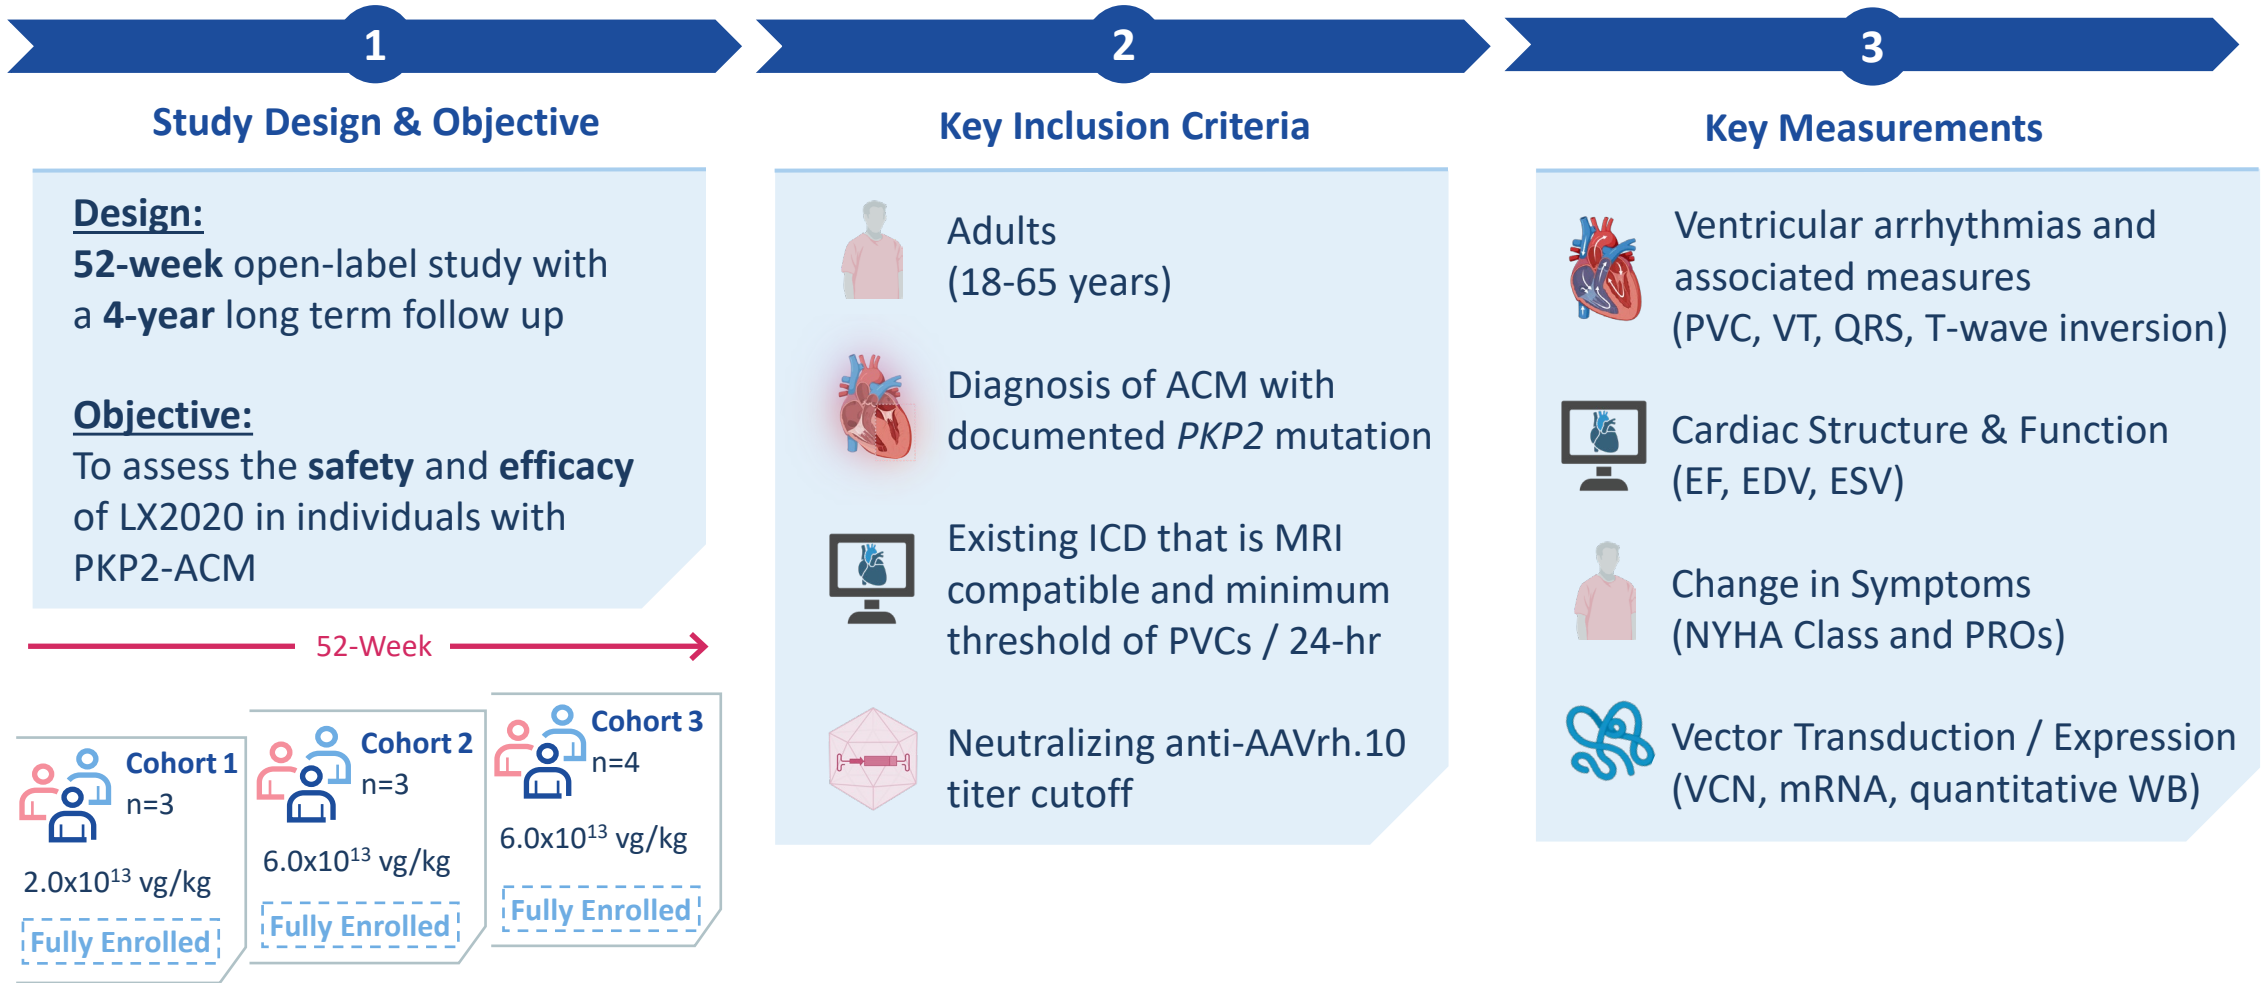 1
Study Design & Objective
Design:
52-week open-label study with
a 4-year long term follow up
Objective:
To assess the safety and efficacy
of LX2020 in individuals with
PKP2-ACM
52-Week
Cohort 1
n=3
2.0x10¹³ vg/kg
Fully Enrolled
Cohort 2
n=3
6.0x10¹³ vg/kg
Fully Enrolled
Cohort 3
n=4
6.0x10¹³ vg/kg
Fully Enrolled
2
Key Inclusion Criteria
Adults
(18-65 years)
Diagnosis of ACM with
documented PKP2 mutation
Existing ICD that is MRI
compatible and minimum
threshold of PVCs / 24-hr
Neutralizing anti-AAVrh.10
titer cutoff
3
Key Measurements
Ventricular arrhythmias and
associated measures
(PVC, VT, QRS, T-wave inversion)
Cardiac Structure & Function
(EF, EDV, ESV)
Change in Symptoms
(NYHA Class and PROs)
Vector Transduction / Expression
(VCN, mRNA, quantitative WB)